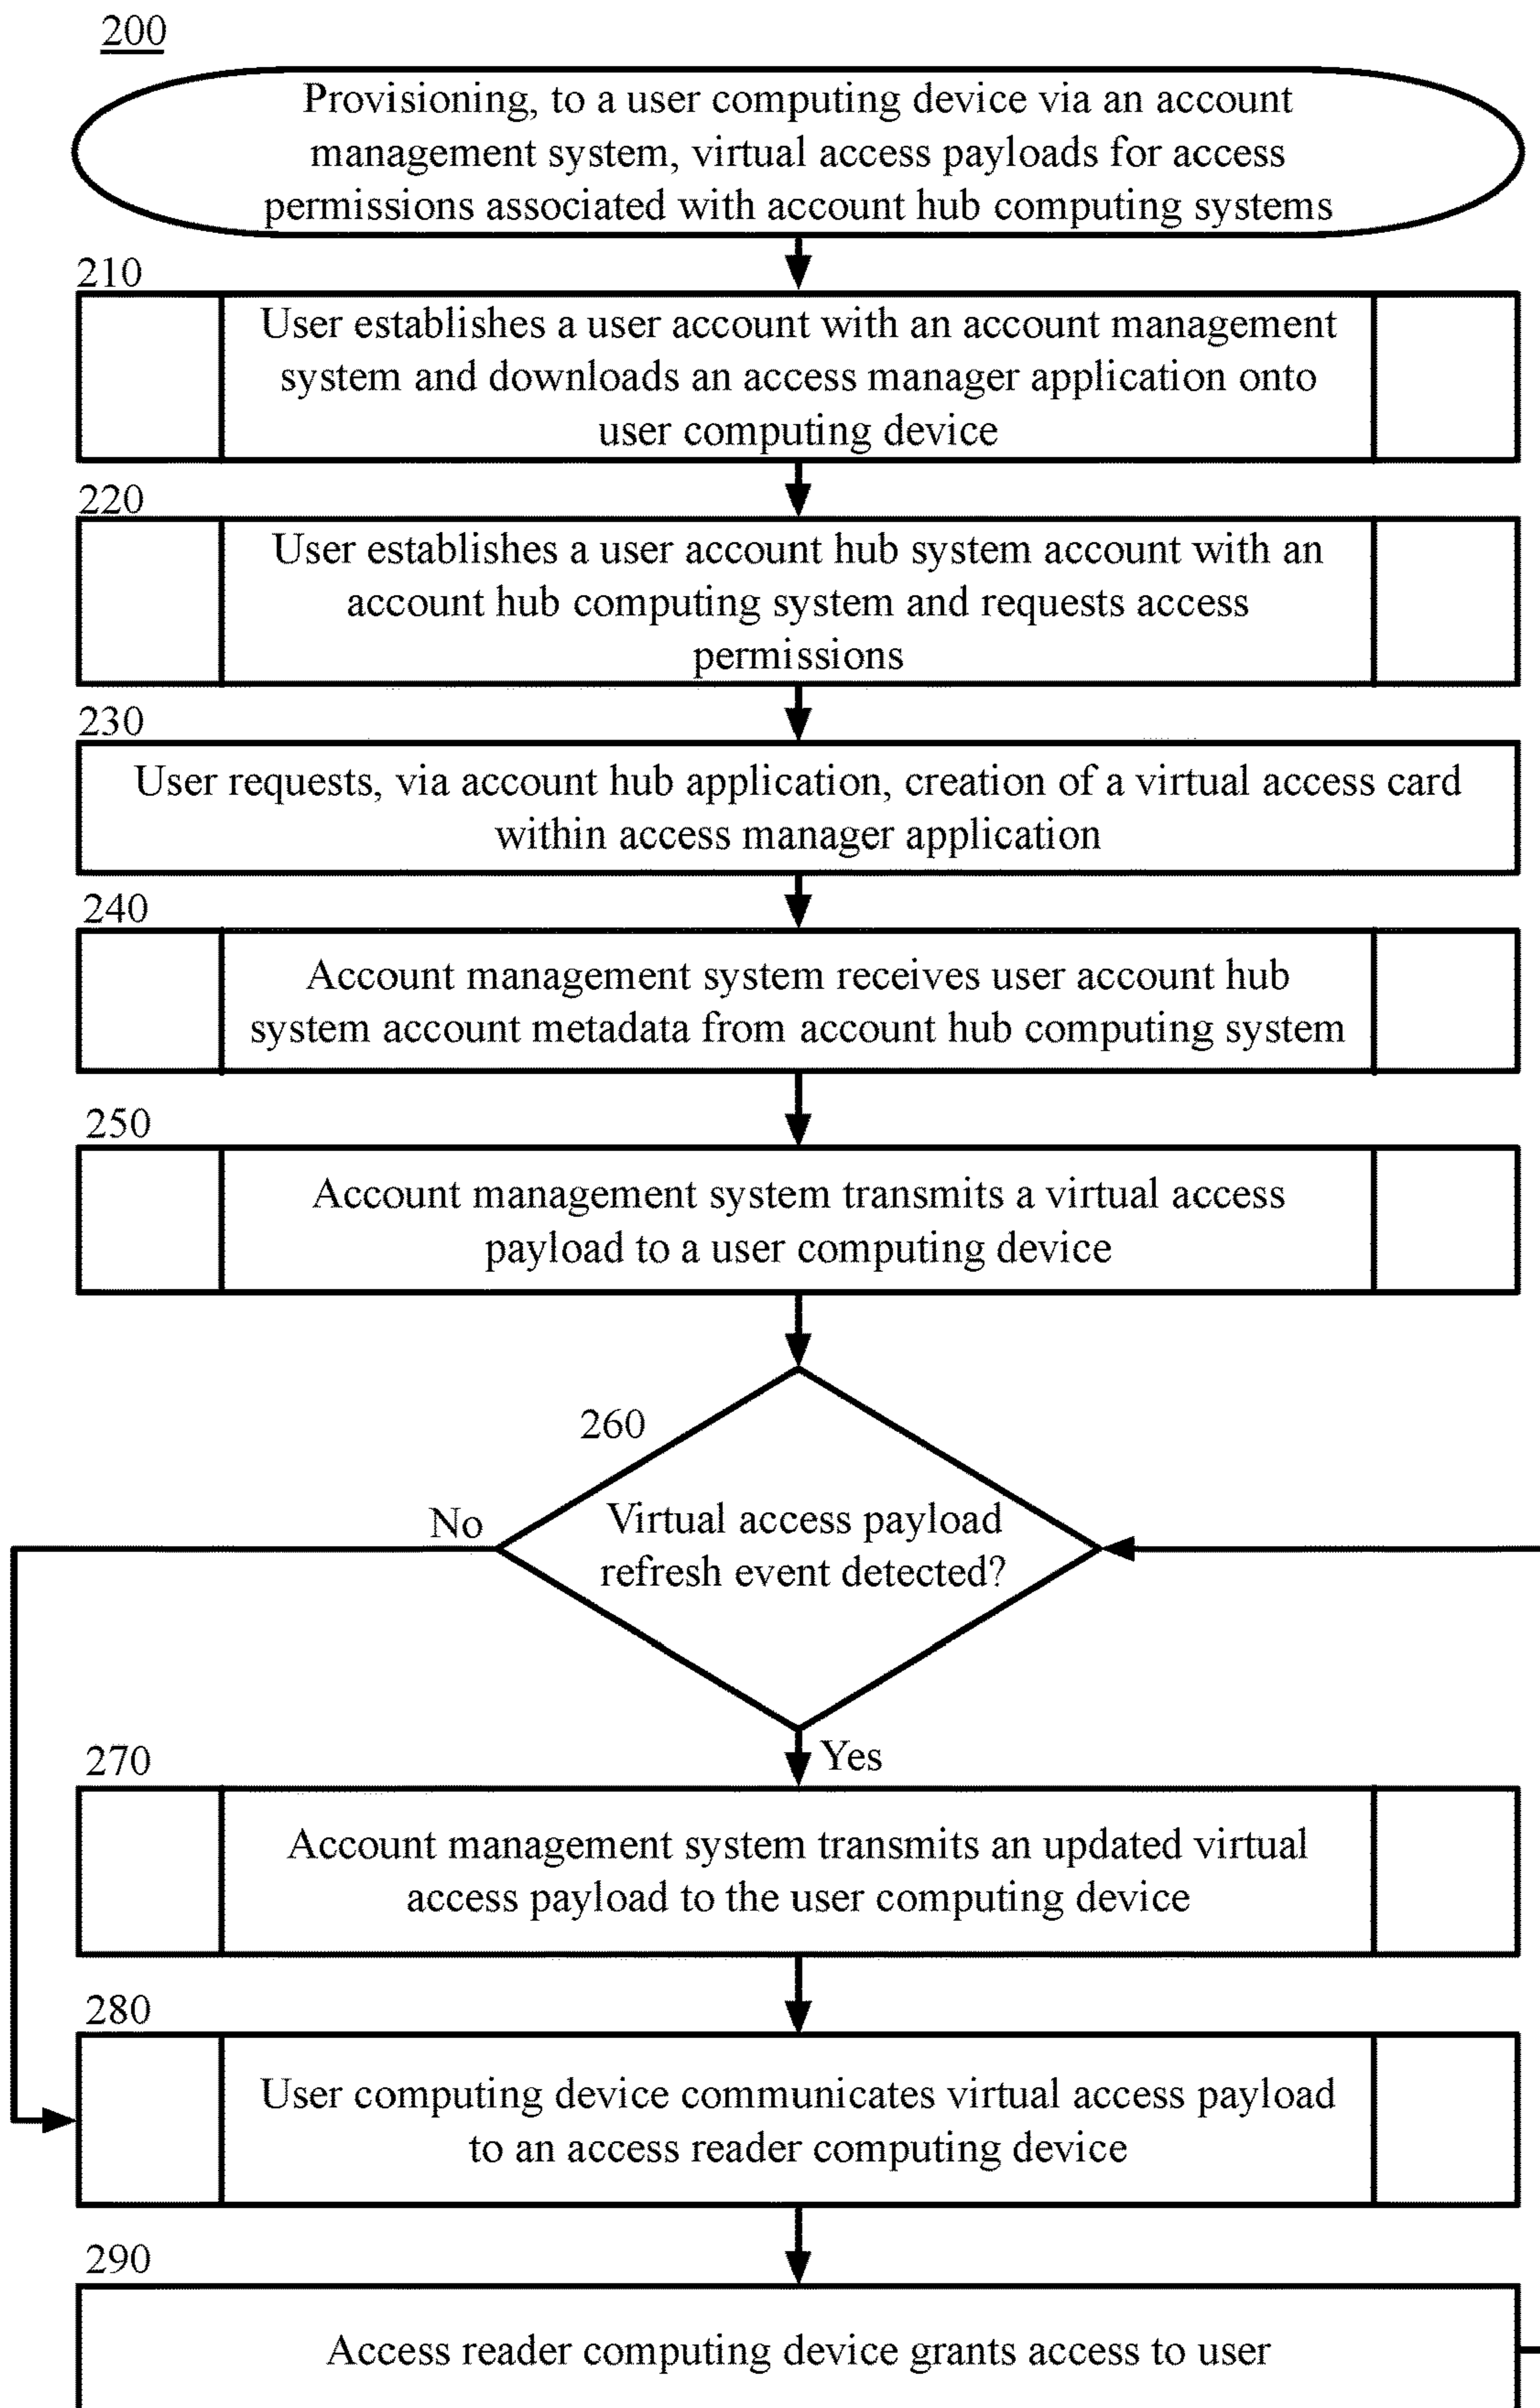 200
Provisioning, to a user computing device via an account
management system, virtual access payloads for access
permissions associated with account hub computing systems
210
User establishes a user account with an account management
system and downloads an access manager application onto
user computing device
220
User establishes a user account hub system account with an
account hub computing system and requests access
permissions
230
User requests, via account hub application, creation of a virtual access card
within access manager application
240
Account management system receives user account hub
system account metadata from account hub computing system
250
Account management system transmits a virtual access
payload to a user computing device
260
No
Virtual access payload
refresh event detected?
Yes
270
Account management system transmits an updated virtual
access payload to the user computing device
280
User computing device communicates virtual access payload
to an access reader computing device
290
Access reader computing device grants access to user